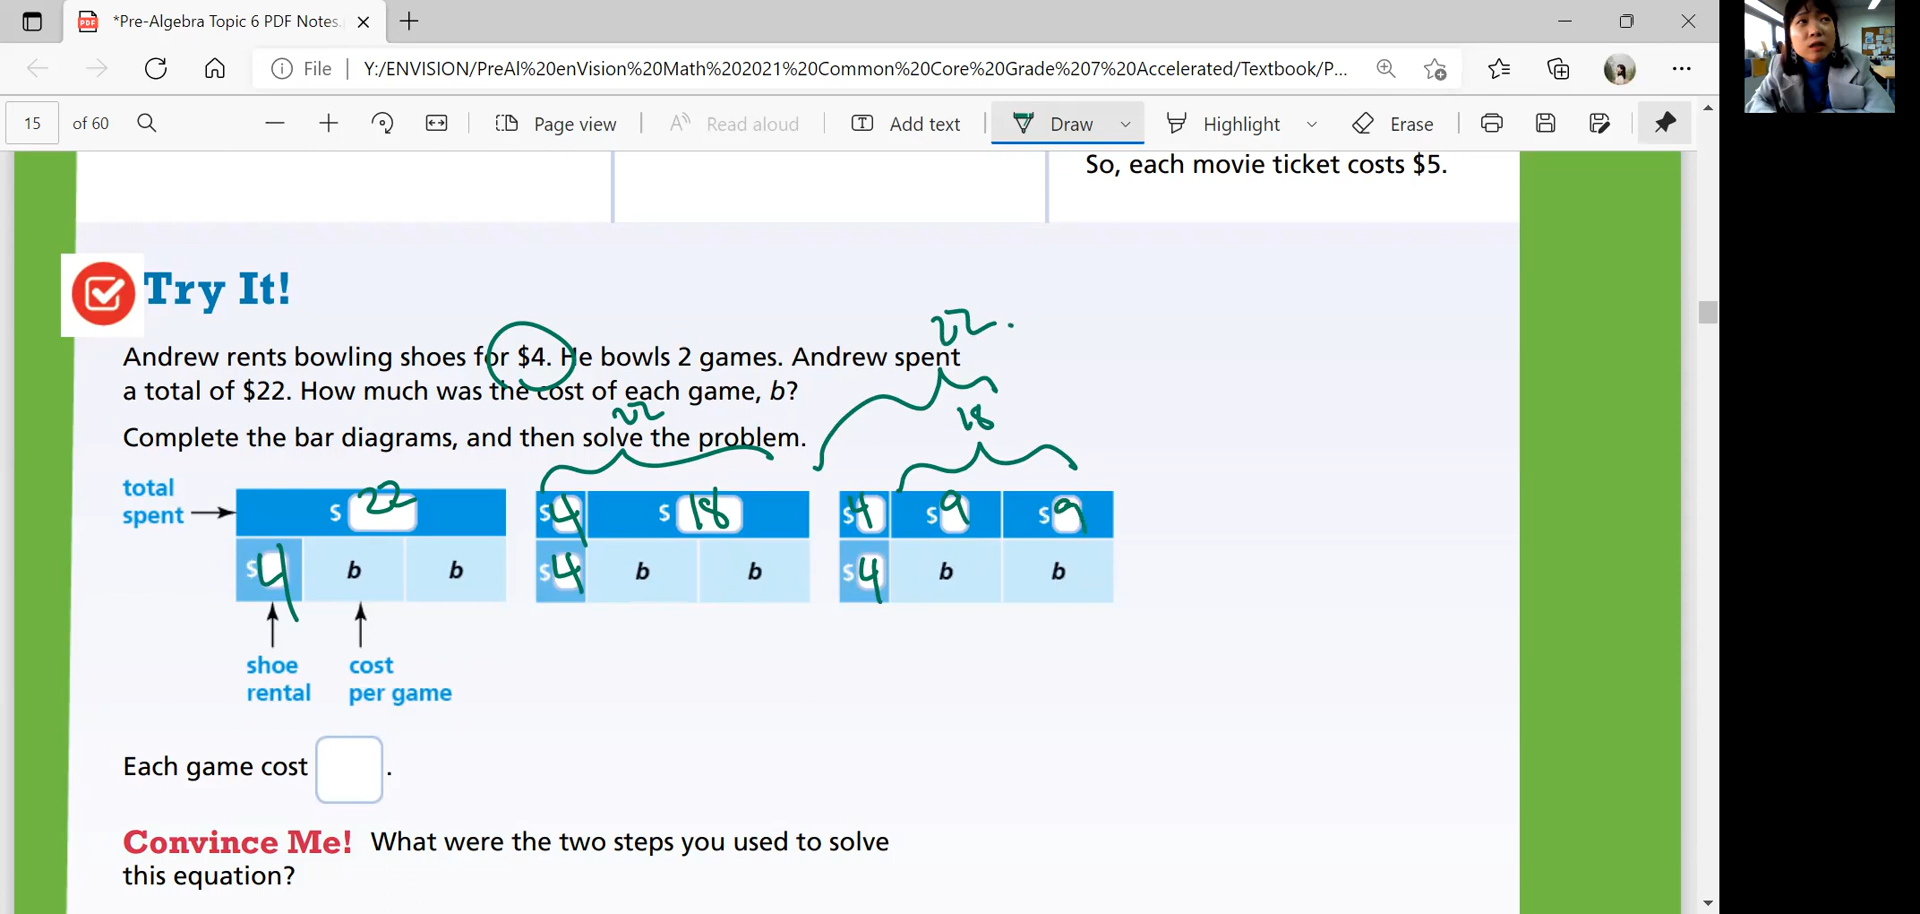 *Pre-Algebra Topic 6 PDF Notes.
File
Y:/ENVISION/PreAl%20enVision%20Math%202021%20Common%20Core%20Grade%207%20Accelerated/Textbook/P...
15 of 60
Page view
Read aloud
Add text
Draw
Highlight
Erase
So, each movie ticket costs $5.
Try It!
22.
Andrew rents bowling shoes for $4. He bowls 2 games. Andrew spent
a total of $22. How much was the cost of each game, b?
22
18
Complete the bar diagrams, and then solve the problem.
total
spent
$ 22
$4 $ 18
$4 $9 $9
$4 b b
$4 b b
$4 b b
shoe
rental
cost
per game
Each game cost .
Convince Me! What were the two steps you used to solve
this equation?